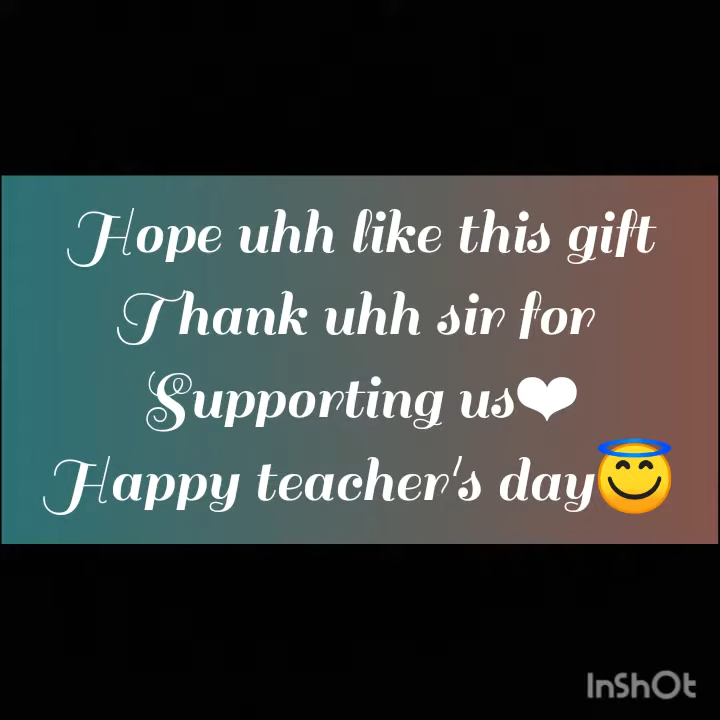 Hope uhh like this gift
Thank uhh sir for
Supporting us❤
Happy teacher's day😇
InShOt